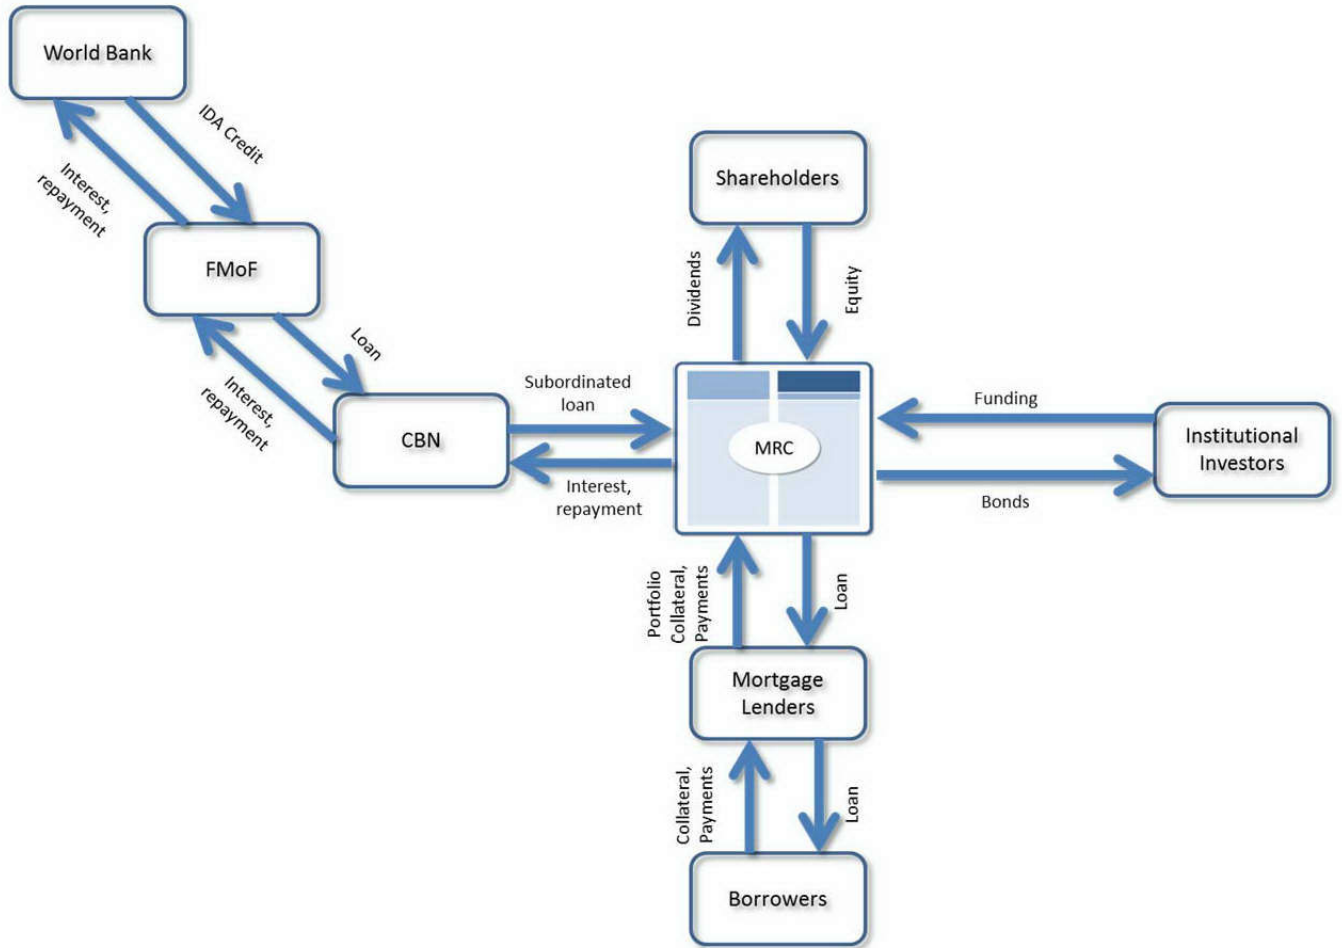 World Bank
IDA Credit
Interest,
repayment
Shareholders
FMoF
Dividends
Equity
Loan
Interest,
repayment
Subordinated
loan
CBN
MRC
Funding
Institutional
Investors
Interest,
repayment
Bonds
Portfolio
Collateral,
Payments
Loan
Mortgage
Lenders
Collateral,
Payments
Loan
Borrowers